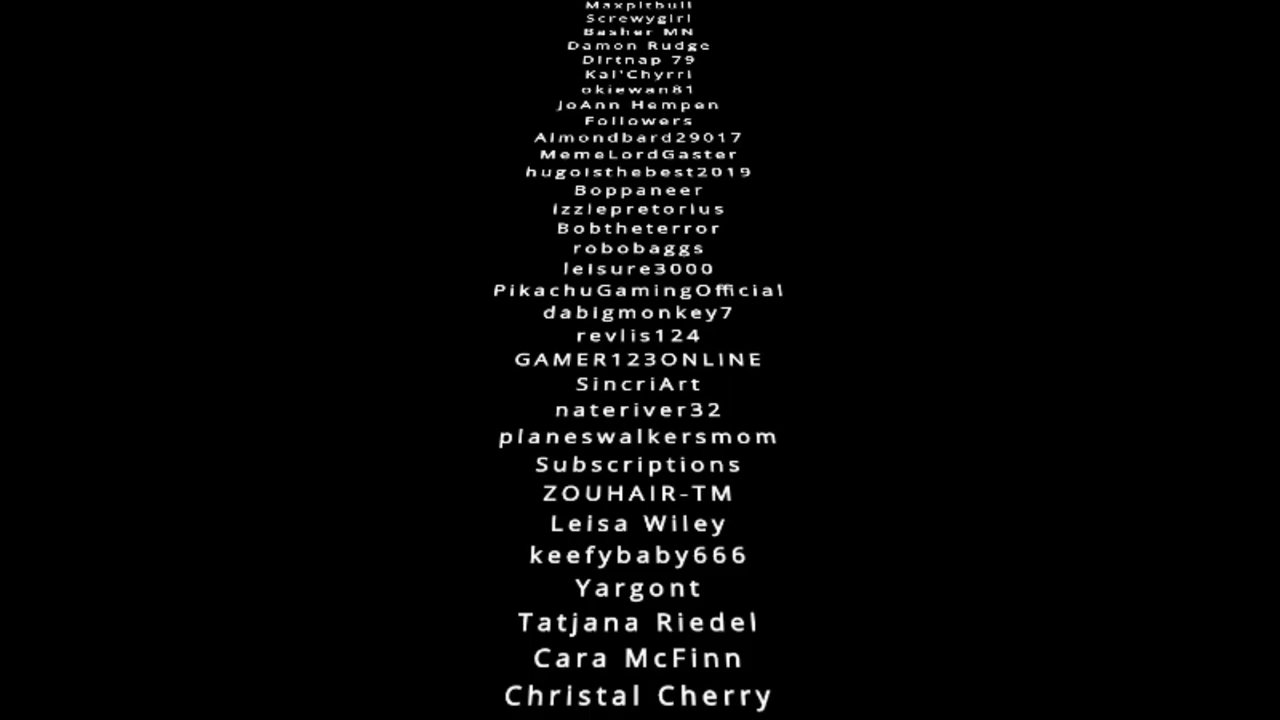 Maxpitbull
Screwygirl
Basher MN
Damon Rudge
Dirtnap 79
Kal'Chyrri
okiewan81
JoAnn Hempen
Followers
Almondbard29017
MemeLordGaster
hugoisthebest2019
Boppaneer
izziepretorius
Bobtheterror
robobaggs
leisure3000
PikachuGamingOfficial
dabigmonkey7
revlis124
GAMER123ONLINE
SincriArt
nateriver32
planeswalkersmom
Subscriptions
ZOUHAIR-TM
Leisa Wiley
keefybaby666
Yargont
Tatjana Riedel
Cara McFinn
Christal Cherry